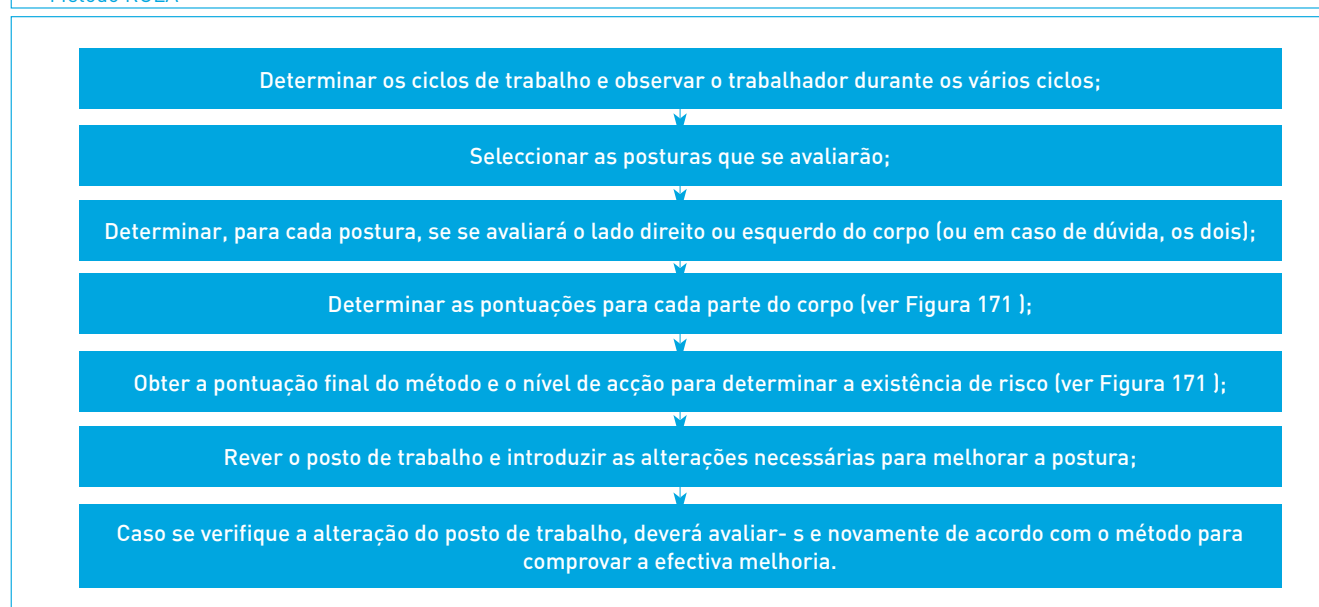 Determinar os ciclos de trabalho e observar o trabalhador durante os vários ciclos;
Seleccionar as posturas que se avaliarão;
Determinar, para cada postura, se se avaliará o lado direito ou esquerdo do corpo (ou em caso de dúvida, os dois);
Determinar as pontuações para cada parte do corpo (ver Figura 171 );
Obter a pontuação final do método e o nível de acção para determinar a existência de risco (ver Figura 171 );
Rever o posto de trabalho e introduzir as alterações necessárias para melhorar a postura;
Caso se verifique a alteração do posto de trabalho, deverá avaliar- s e novamente de acordo com o método para
comprovar a efectiva melhoria.